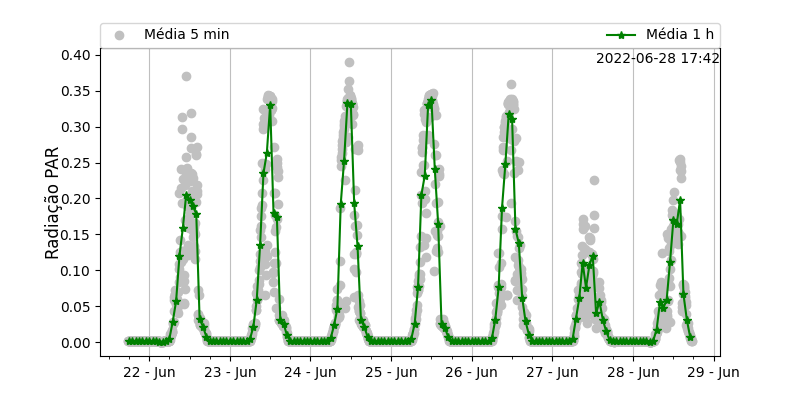 Média 5 min
Média 1 h
2022-06-28 17:42
0.40
0.35
0.30
0.25
0.20
0.15
0.10
0.05
0.00
Radiação PAR
22 - Jun
23 - Jun
24 - Jun
25 - Jun
26 - Jun
27 - Jun
28 - Jun
29 - Jun